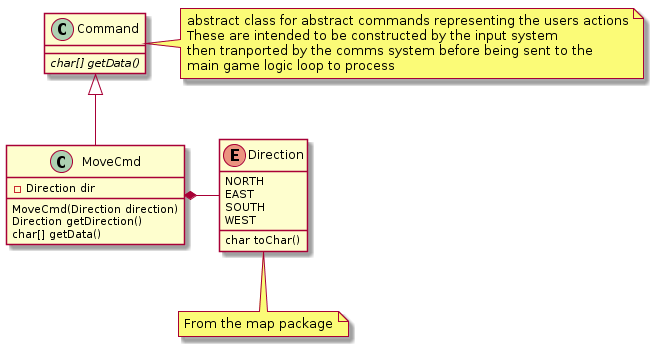 C Command
char[] getData()
abstract class for abstract commands representing the users actions
These are intended to be constructed by the input system
then tranported by the comms system before being sent to the
main game logic loop to process
C MoveCmd
Direction dir
MoveCmd(Direction direction)
Direction getDirection()
char[] getData()
E Direction
NORTH
EAST
SOUTH
WEST
char toChar()
From the map package